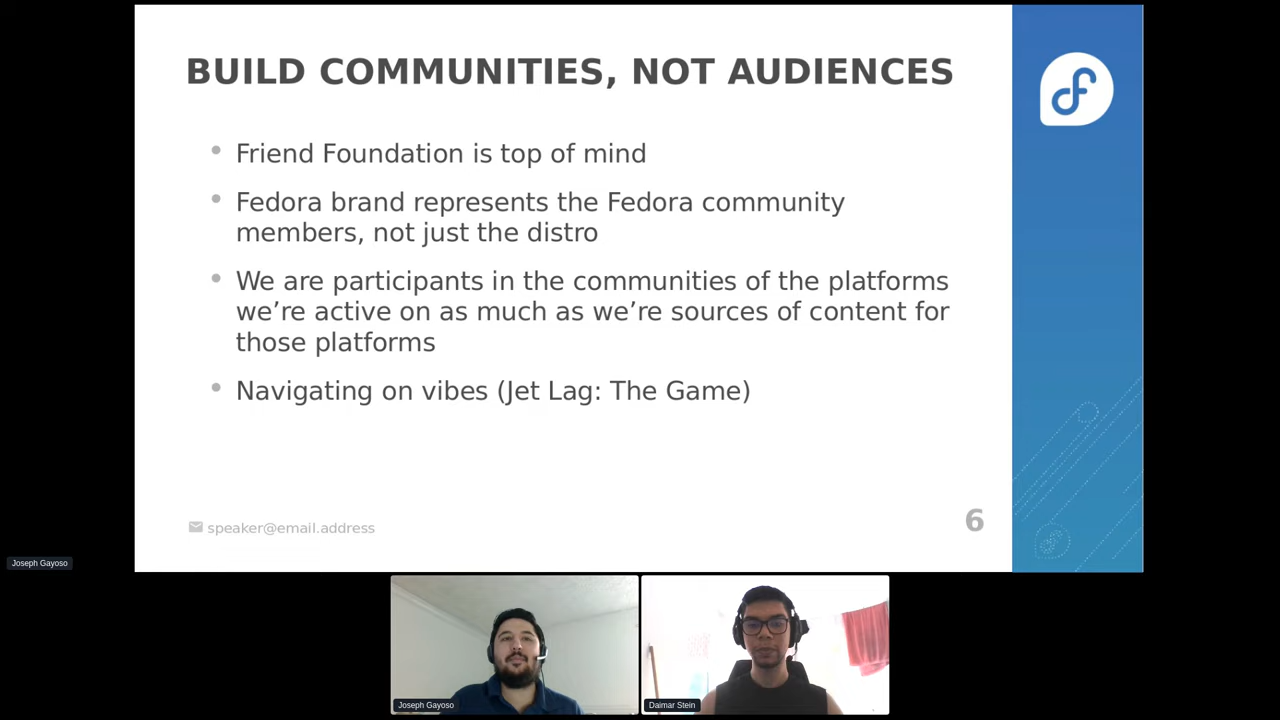 BUILD COMMUNITIES, NOT AUDIENCES
Friend Foundation is top of mind
Fedora brand represents the Fedora community
members, not just the distro
We are participants in the communities of the platforms
we’re active on as much as we’re sources of content for
those platforms
Navigating on vibes (Jet Lag: The Game)
speaker@email.address
6
Joseph Gayoso
Joseph Gayoso
Daimar Stein